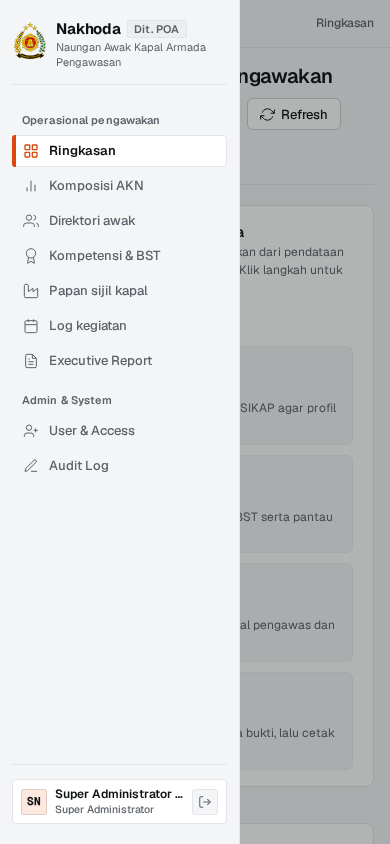 Nakhoda
Dit. POA
Naungan Awak Kapal Armada
Pengawasan
Operasional pengawakan
Ringkasan
Komposisi AKN
Direktori awak
Kompetensi & BST
Papan sijil kapal
Log kegiatan
Executive Report
Admin & System
User & Access
Audit Log
SN
Super Administrator ...
Super Administrator
Ringkasan
ngawakan
Refresh
a
kan dari pendataan
Klik langkah untuk
SIKAP agar profil
BST serta pantau
al pengawas dan
a bukti, lalu cetak